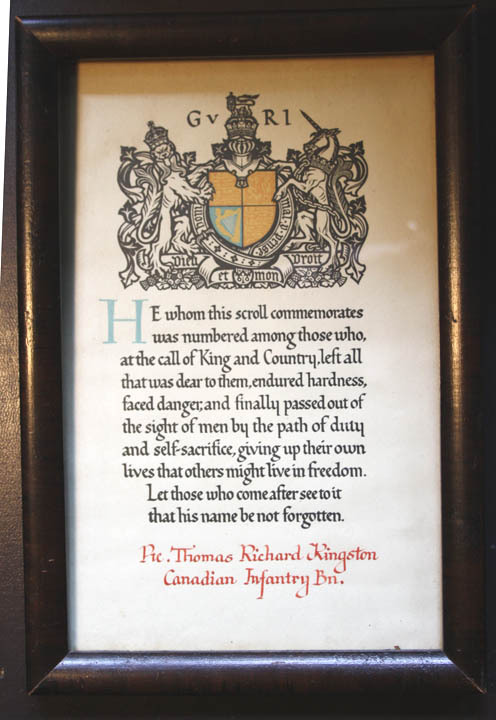 GvRI
Dieu et mon Droit
HE whom this scroll commemorates
was numbered among those who,
at the call of King and Country, left all
that was dear to them, endured hardness,
faced danger, and finally passed out of
the sight of men by the path of duty
and self-sacrifice, giving up their own
lives that others might live in freedom.
Let those who come after see to it
that his name be not forgotten.
Pte. Thomas Richard Kingston
Canadian Infantry Bn.